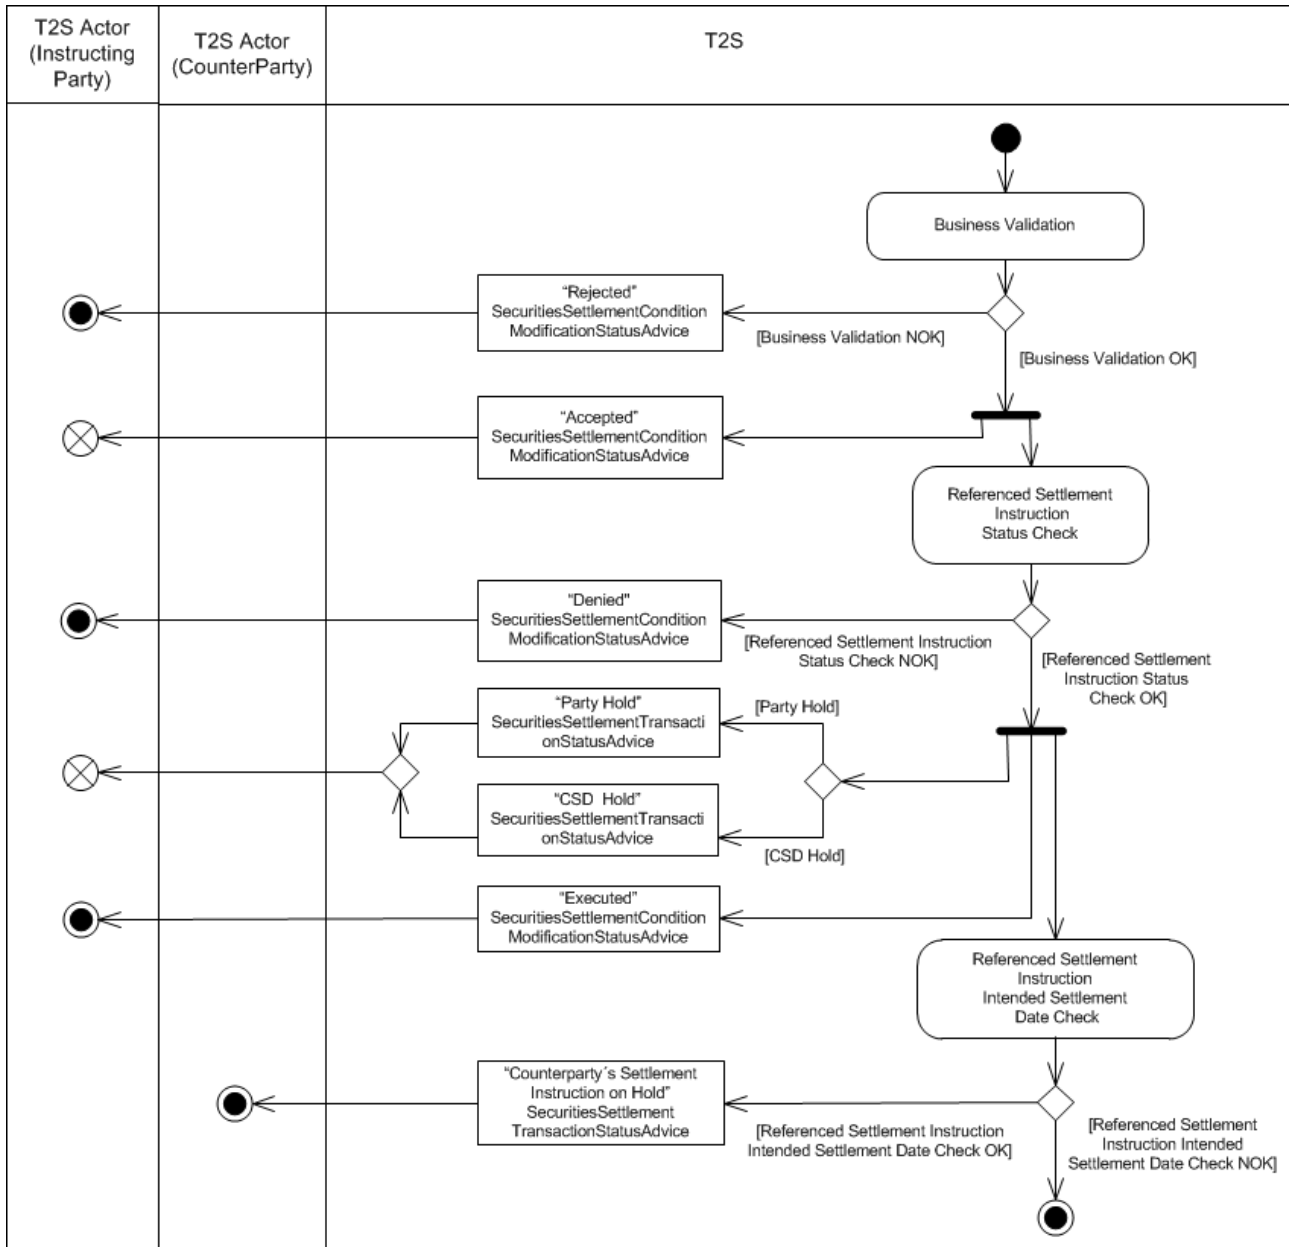 T2S Actor
(Instructing
Party)
T2S Actor
(CounterParty)
T2S
Business Validation
“Rejected”
SecuritiesSettlementCondition
ModificationStatusAdvice
[Business Validation NOK]
[Business Validation OK]
“Accepted”
SecuritiesSettlementCondition
ModificationStatusAdvice
Referenced Settlement
Instruction
Status Check
“Denied"
SecuritiesSettlementCondition
ModificationStatusAdvice
[Referenced Settlement Instruction
Status Check NOK]
[Referenced Settlement
Instruction Status
Check OK]
“Party Hold”
SecuritiesSettlementTransacti
onStatusAdvice
[Party Hold]
“CSD  Hold”
SecuritiesSettlementTransacti
onStatusAdvice
[CSD Hold]
“Executed”
SecuritiesSettlementCondition
ModificationStatusAdvice
Referenced Settlement
Instruction
Intended Settlement
Date Check
“Counterparty´s Settlement
Instruction on Hold”
SecuritiesSettlement
TransactionStatusAdvice
[Referenced Settlement Instruction
Intended Settlement Date Check OK]
[Referenced Settlement
Instruction Intended
Settlement Date Check NOK]